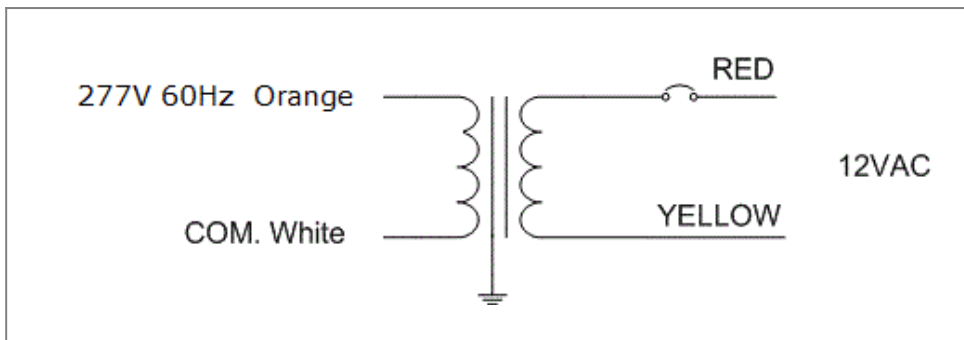 RED
277V 60Hz Orange
12VAC
YELLOW
COM. White